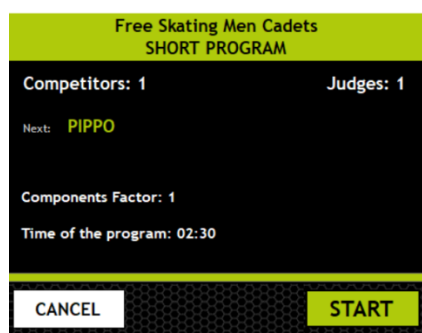 Free Skating Men Cadets
SHORT PROGRAM
Competitors: 1 Judges: 1
Next: PIPPO
Components Factor: 1
Time of the program: 02:30
CANCEL START